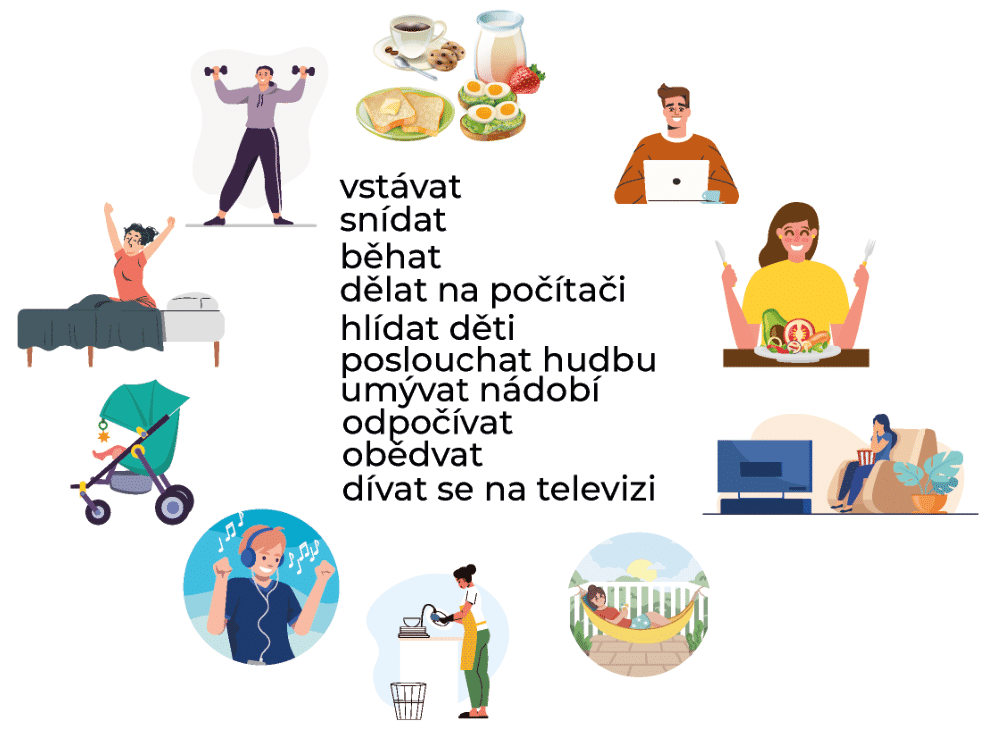 vstávat
snídat
běhat
dělat na počítači
hlídat děti
poslouchat hudbu
umývat nádobí
odpočívat
obědvat
dívat se na televizi